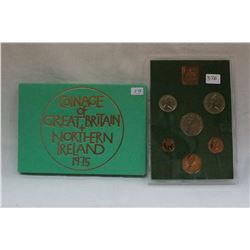 COINAGE OF
GREAT BRITAIN
+
NORTHERN
IRELAND
1975